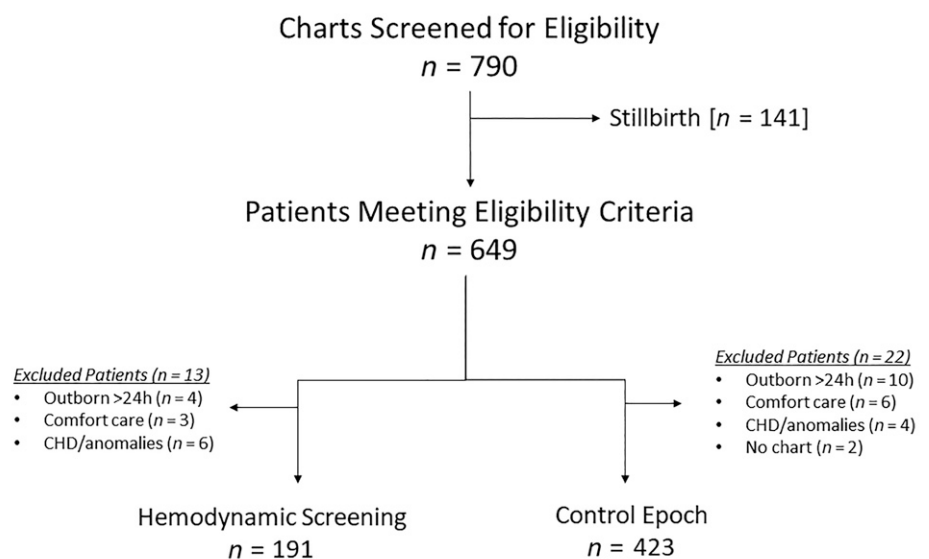 Charts Screened for Eligibility
n = 790
Stillbirth [n = 141]
Patients Meeting Eligibility Criteria
n = 649
Excluded Patients (n = 13)
• Outborn >24h (n = 4)
• Comfort care (n = 3)
• CHD/anomalies (n = 6)
Excluded Patients (n = 22)
• Outborn >24h (n = 10)
• Comfort care (n = 6)
• CHD/anomalies (n = 4)
• No chart (n = 2)
Hemodynamic Screening
n = 191
Control Epoch
n = 423